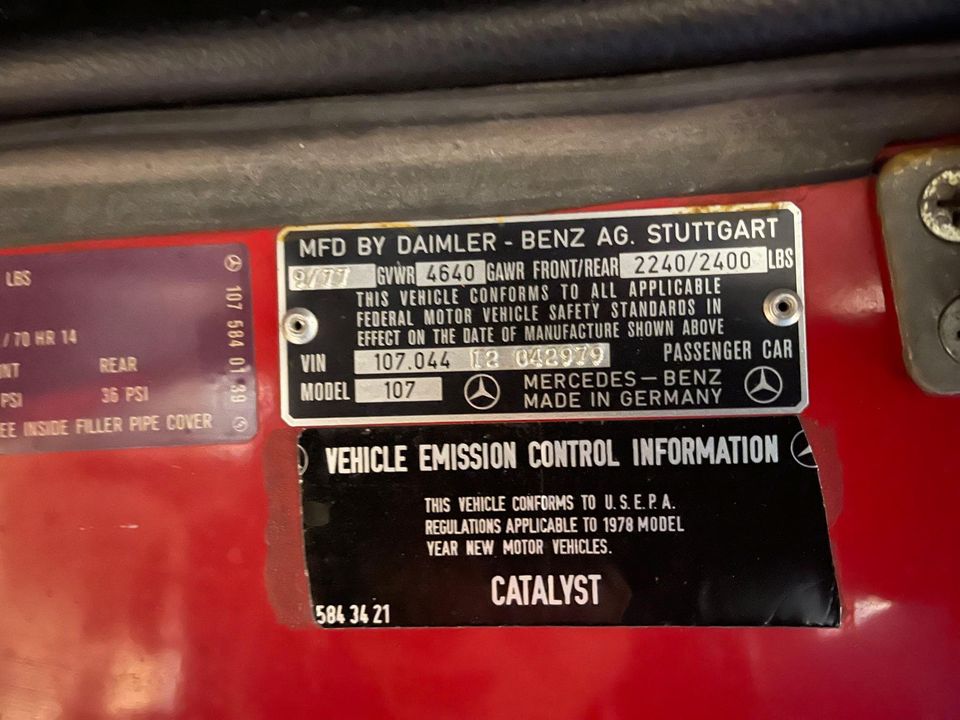 LBS
/70 HR 14
NT REAR
PSI 36 PSI
EE INSIDE FILLER PIPE COVER
107 584 01 39
MFD BY DAIMLER - BENZ AG. STUTTGART
9/77 GVWR 4640 GAWR FRONT/REAR 2240/2400 LBS
THIS VEHICLE CONFORMS TO ALL APPLICABLE
FEDERAL MOTOR VEHICLE SAFETY STANDARDS IN
EFFECT ON THE DATE OF MANUFACTURE SHOWN ABOVE
VIN 107.044 12 042979 PASSENGER CAR
MODEL 107 MERCEDES-BENZ
MADE IN GERMANY
VEHICLE EMISSION CONTROL INFORMATION
THIS VEHICLE CONFORMS TO U.S.E.P.A.
REGULATIONS APPLICABLE TO 1978 MODEL
YEAR NEW MOTOR VEHICLES.
CATALYST
584 34 21